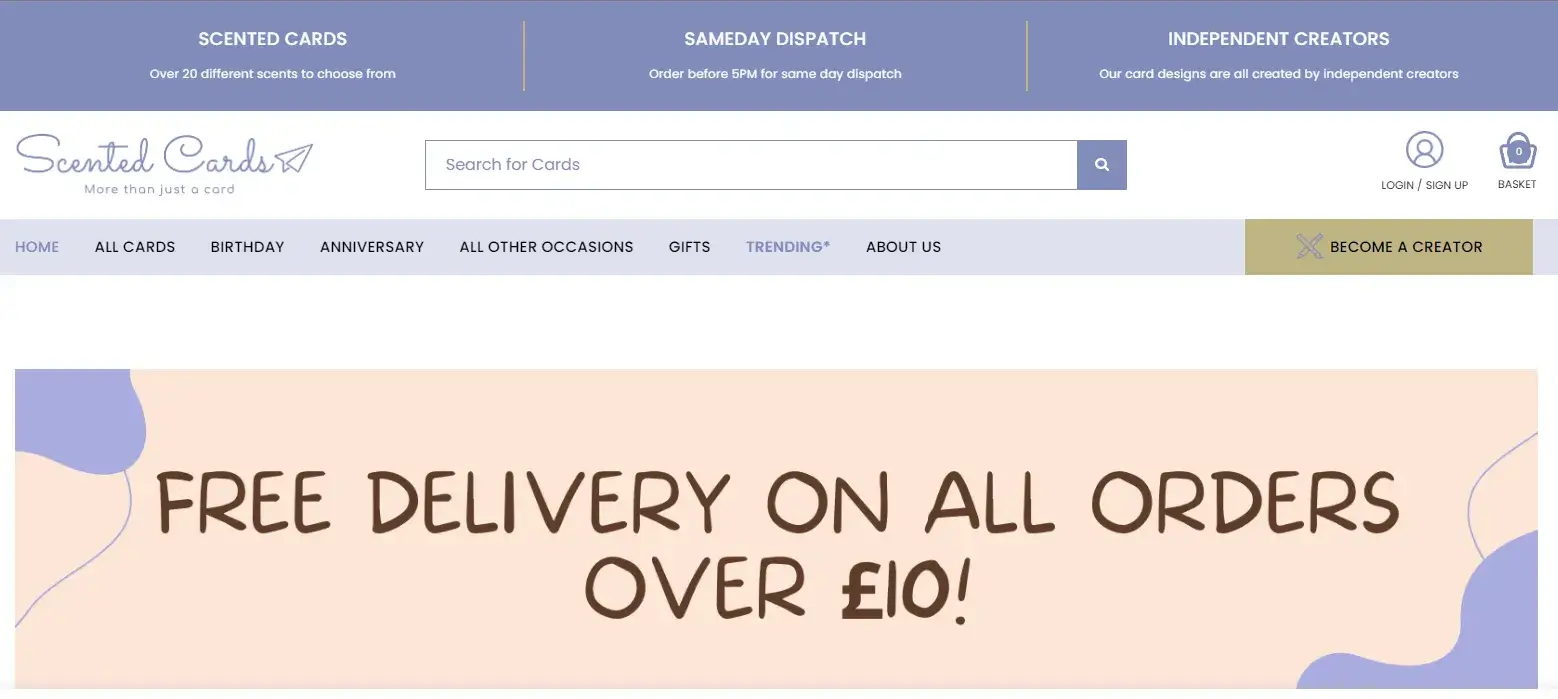 SCENTED CARDS
Over 20 different scents to choose from
SAMEDAY DISPATCH
Order before 5PM for same day dispatch
INDEPENDENT CREATORS
Our card designs are all created by independent creators
Scented Cards
More than just a card
Search for Cards
LOGIN / SIGN UP
0
BASKET
HOME ALL CARDS BIRTHDAY ANNIVERSARY ALL OTHER OCCASIONS GIFTS TRENDING* ABOUT US BECOME A CREATOR
FREE DELIVERY ON ALL ORDERS
OVER £10!